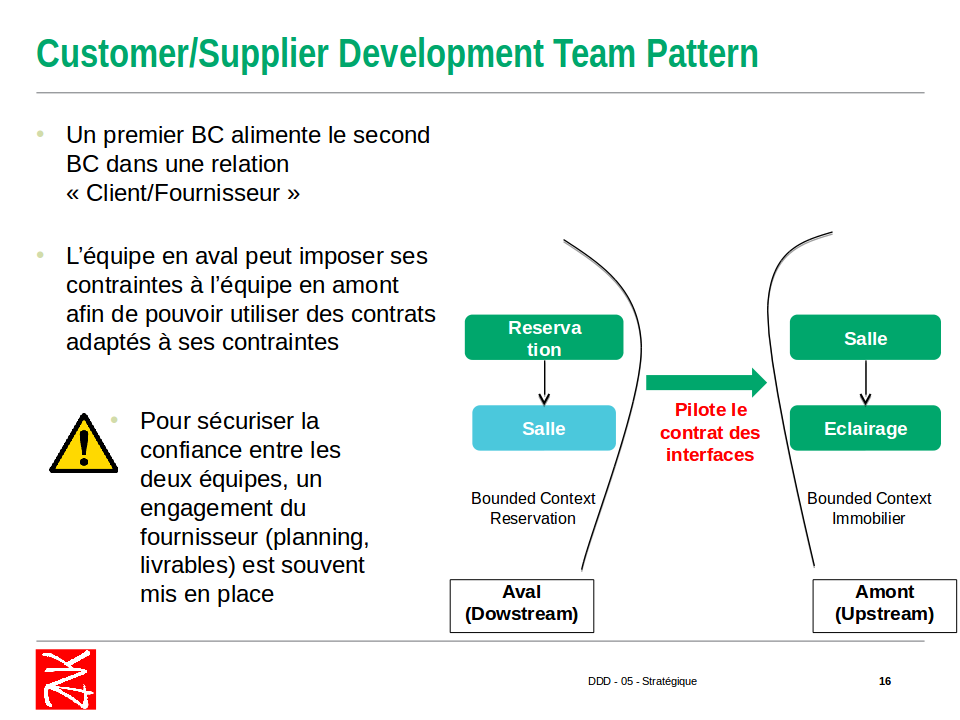 Customer/Supplier Development Team Pattern
• Un premier BC alimente le second
BC dans une relation
« Client/Fournisseur »
• L’équipe en aval peut imposer ses
contraintes à l’équipe en amont
afin de pouvoir utiliser des contrats
adaptés à ses contraintes
• Pour sécuriser la
confiance entre les
deux équipes, un
engagement du
fournisseur (planning,
livrables) est souvent
mis en place
Reserva
tion
Salle
Bounded Context
Reservation
Aval
(Dowstream)
Pilote le
contrat des
interfaces
Salle
Eclairage
Bounded Context
Immobilier
Amont
(Upstream)
DDD - 05 - Stratégique
16